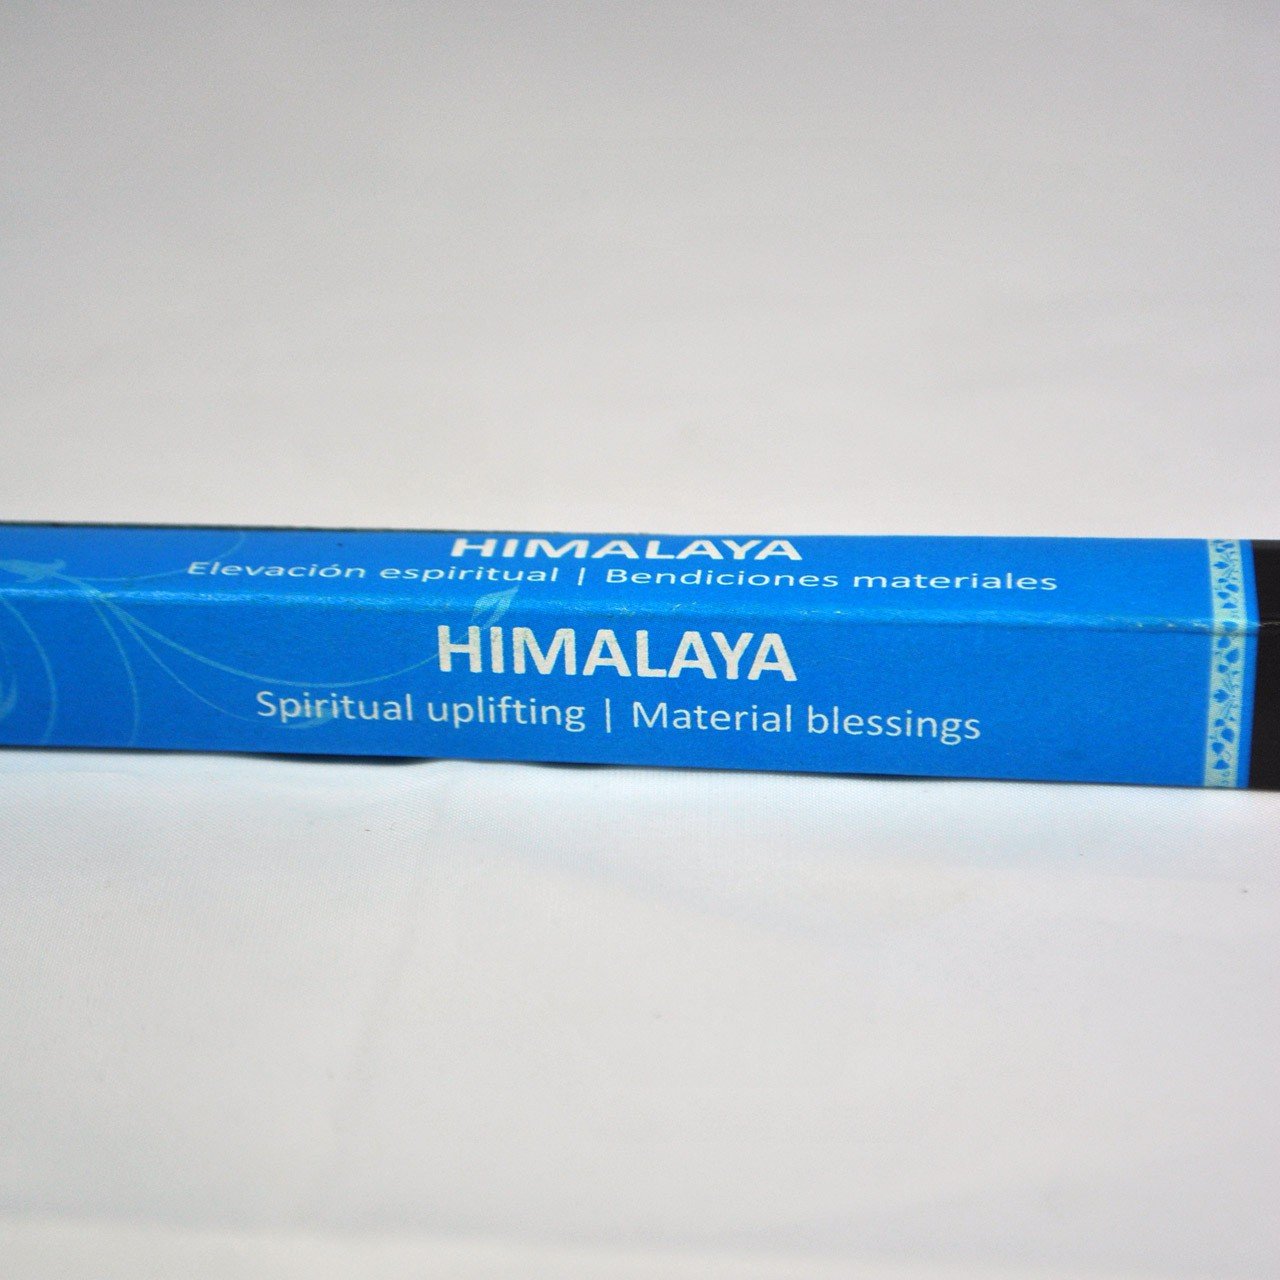 HIMALAYA
Elevación espiritual | Bendiciones materiales
HIMALAYA
Spiritual uplifting | Material blessings